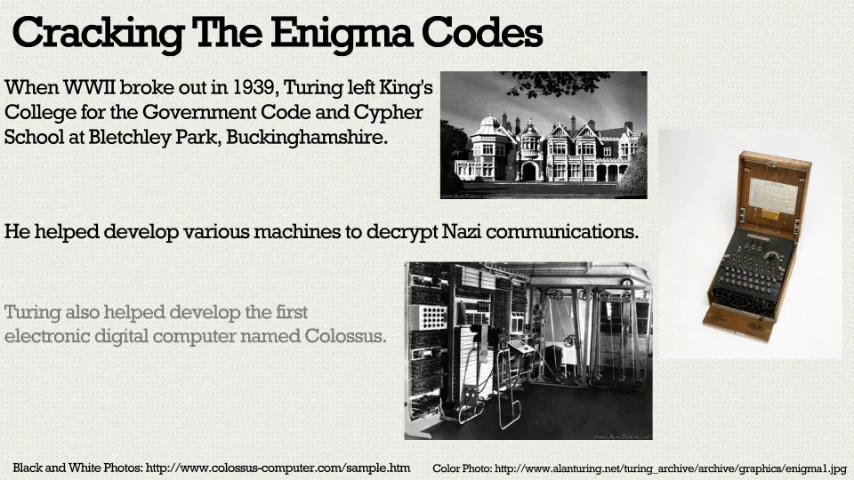 Cracking The Enigma Codes
When WWII broke out in 1939, Turing left King's
College for the Government Code and Cypher
School at Bletchley Park, Buckinghamshire.
He helped develop various machines to decrypt Nazi communications.
Turing also helped develop the first
electronic digital computer named Colossus.
www.AlanTuring.net
Black and White Photos: http://www.colossus-computer.com/sample.htm
Color Photo: http://www.alanturing.net/turing_archive/archive/graphics/enigma1.jpg